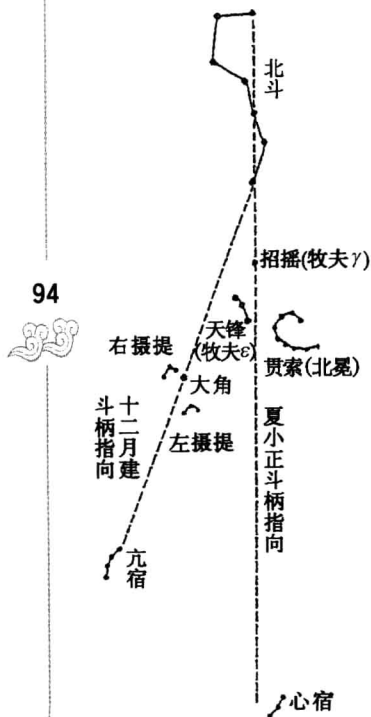 北斗
招摇(牧夫γ)
94
天锋
(牧夫ε)
贯索(北冕)
右摄提
大角
十二月建
斗柄指向
左摄提
夏小正斗柄指向
亢宿
心宿